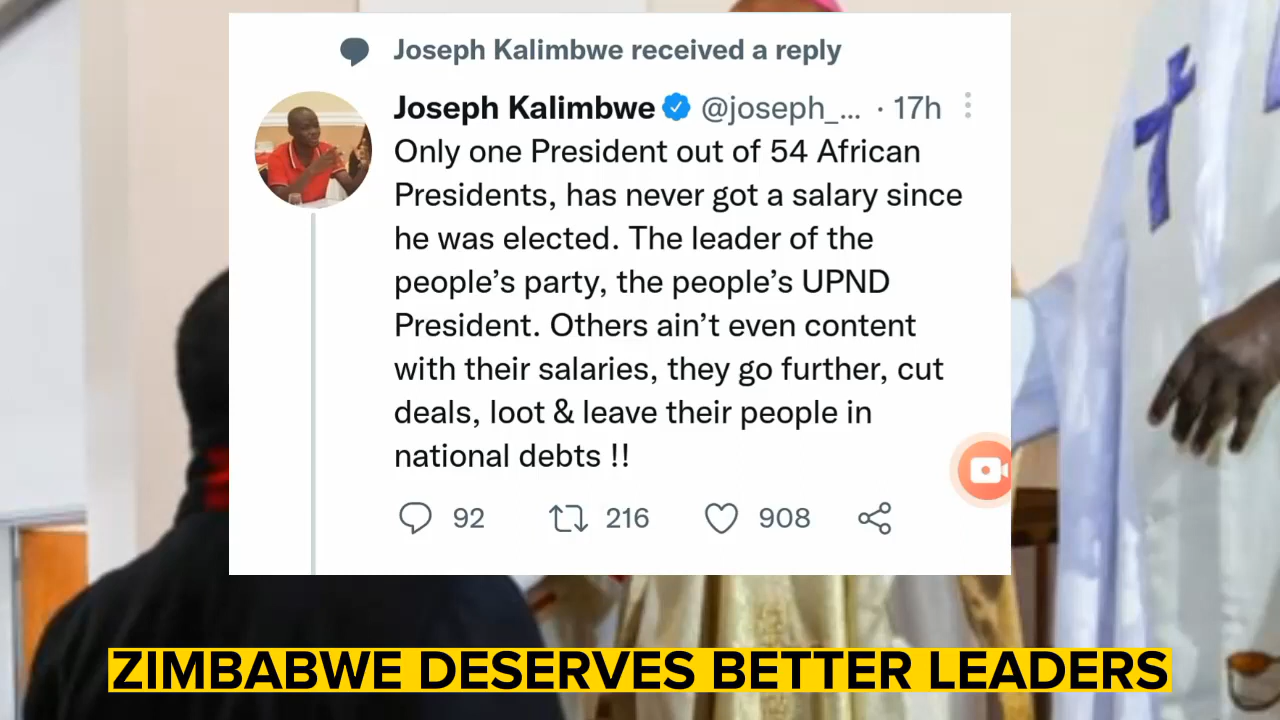 Joseph Kalimbwe received a reply
Joseph Kalimbwe @joseph_... · 17h
Only one President out of 54 African
Presidents, has never got a salary since
he was elected. The leader of the
people’s party, the people’s UPND
President. Others ain’t even content
with their salaries, they go further, cut
deals, loot & leave their people in
national debts !!
92 216 908
ZIMBABWE DESERVES BETTER LEADERS